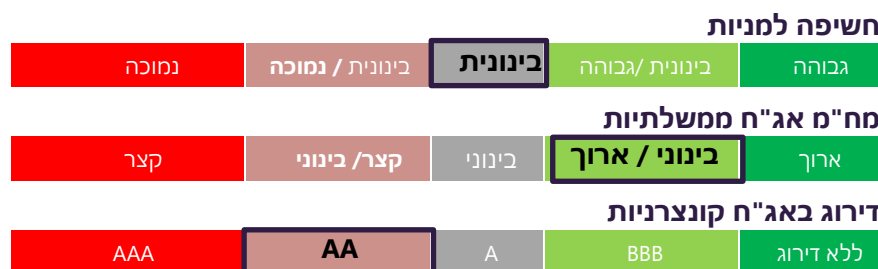 חשיפה למניות
גבוהה בינונית /גבוהה בינונית בינונית / נמוכה נמוכה
מח"מ אג"ח ממשלתיות
ארוך בינוני / ארוך בינוני קצר/ בינוני קצר
דירוג באג"ח קונצרניות
ללא דירוג BBB A AA AAA